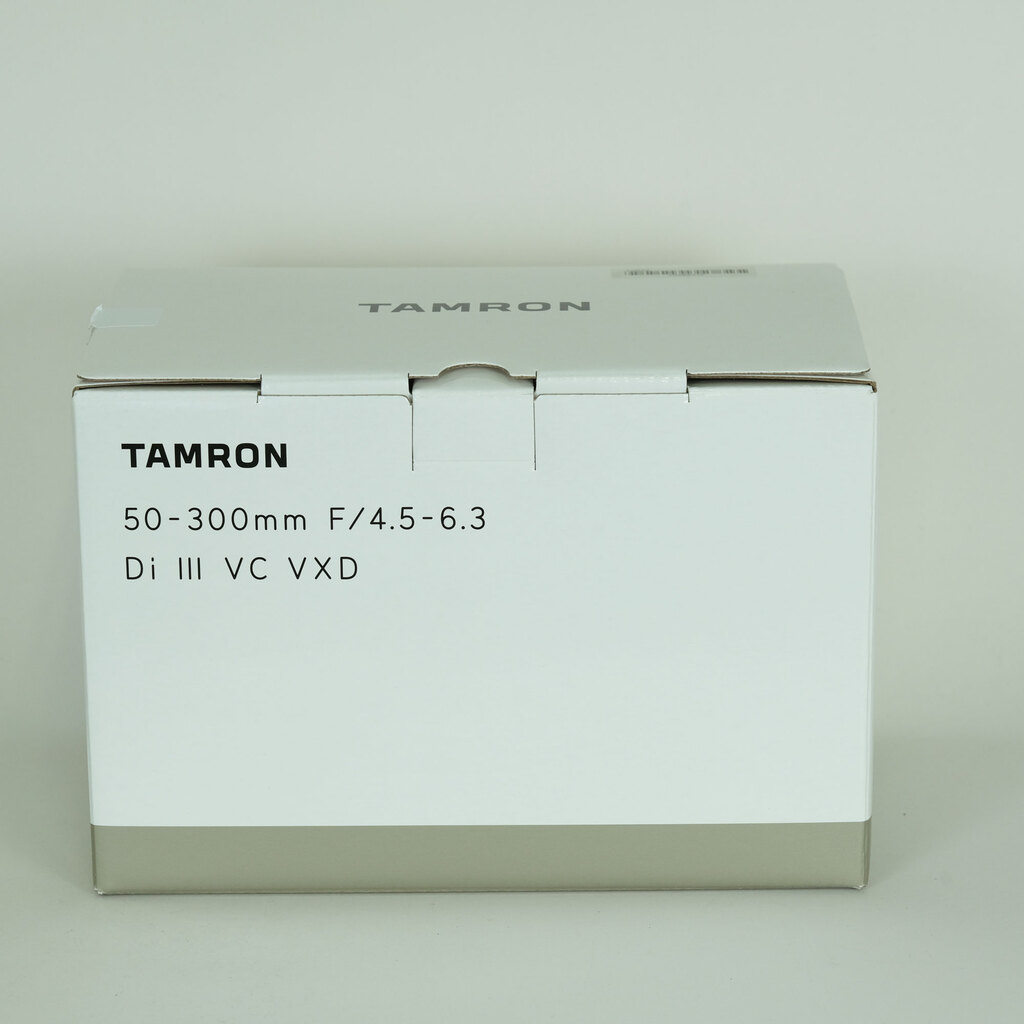 TAMRON
TAMRON
50-300mm F/4.5-6.3
Di III VC VXD